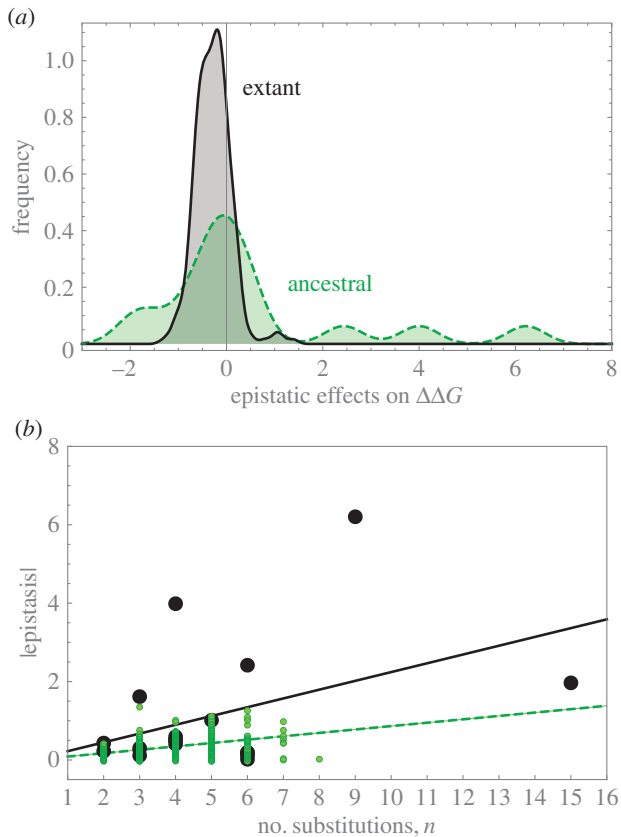 (a)
1.0
0.8
0.6
0.4
0.2
0
frequency
extant
ancestral
−2 0 2 4 6 8
epistatic effects on ΔΔG
(b)
8
6
4
2
0
|epistasis|
1 2 3 4 5 6 7 8 9 10 11 12 13 14 15 16
no. substitutions, n